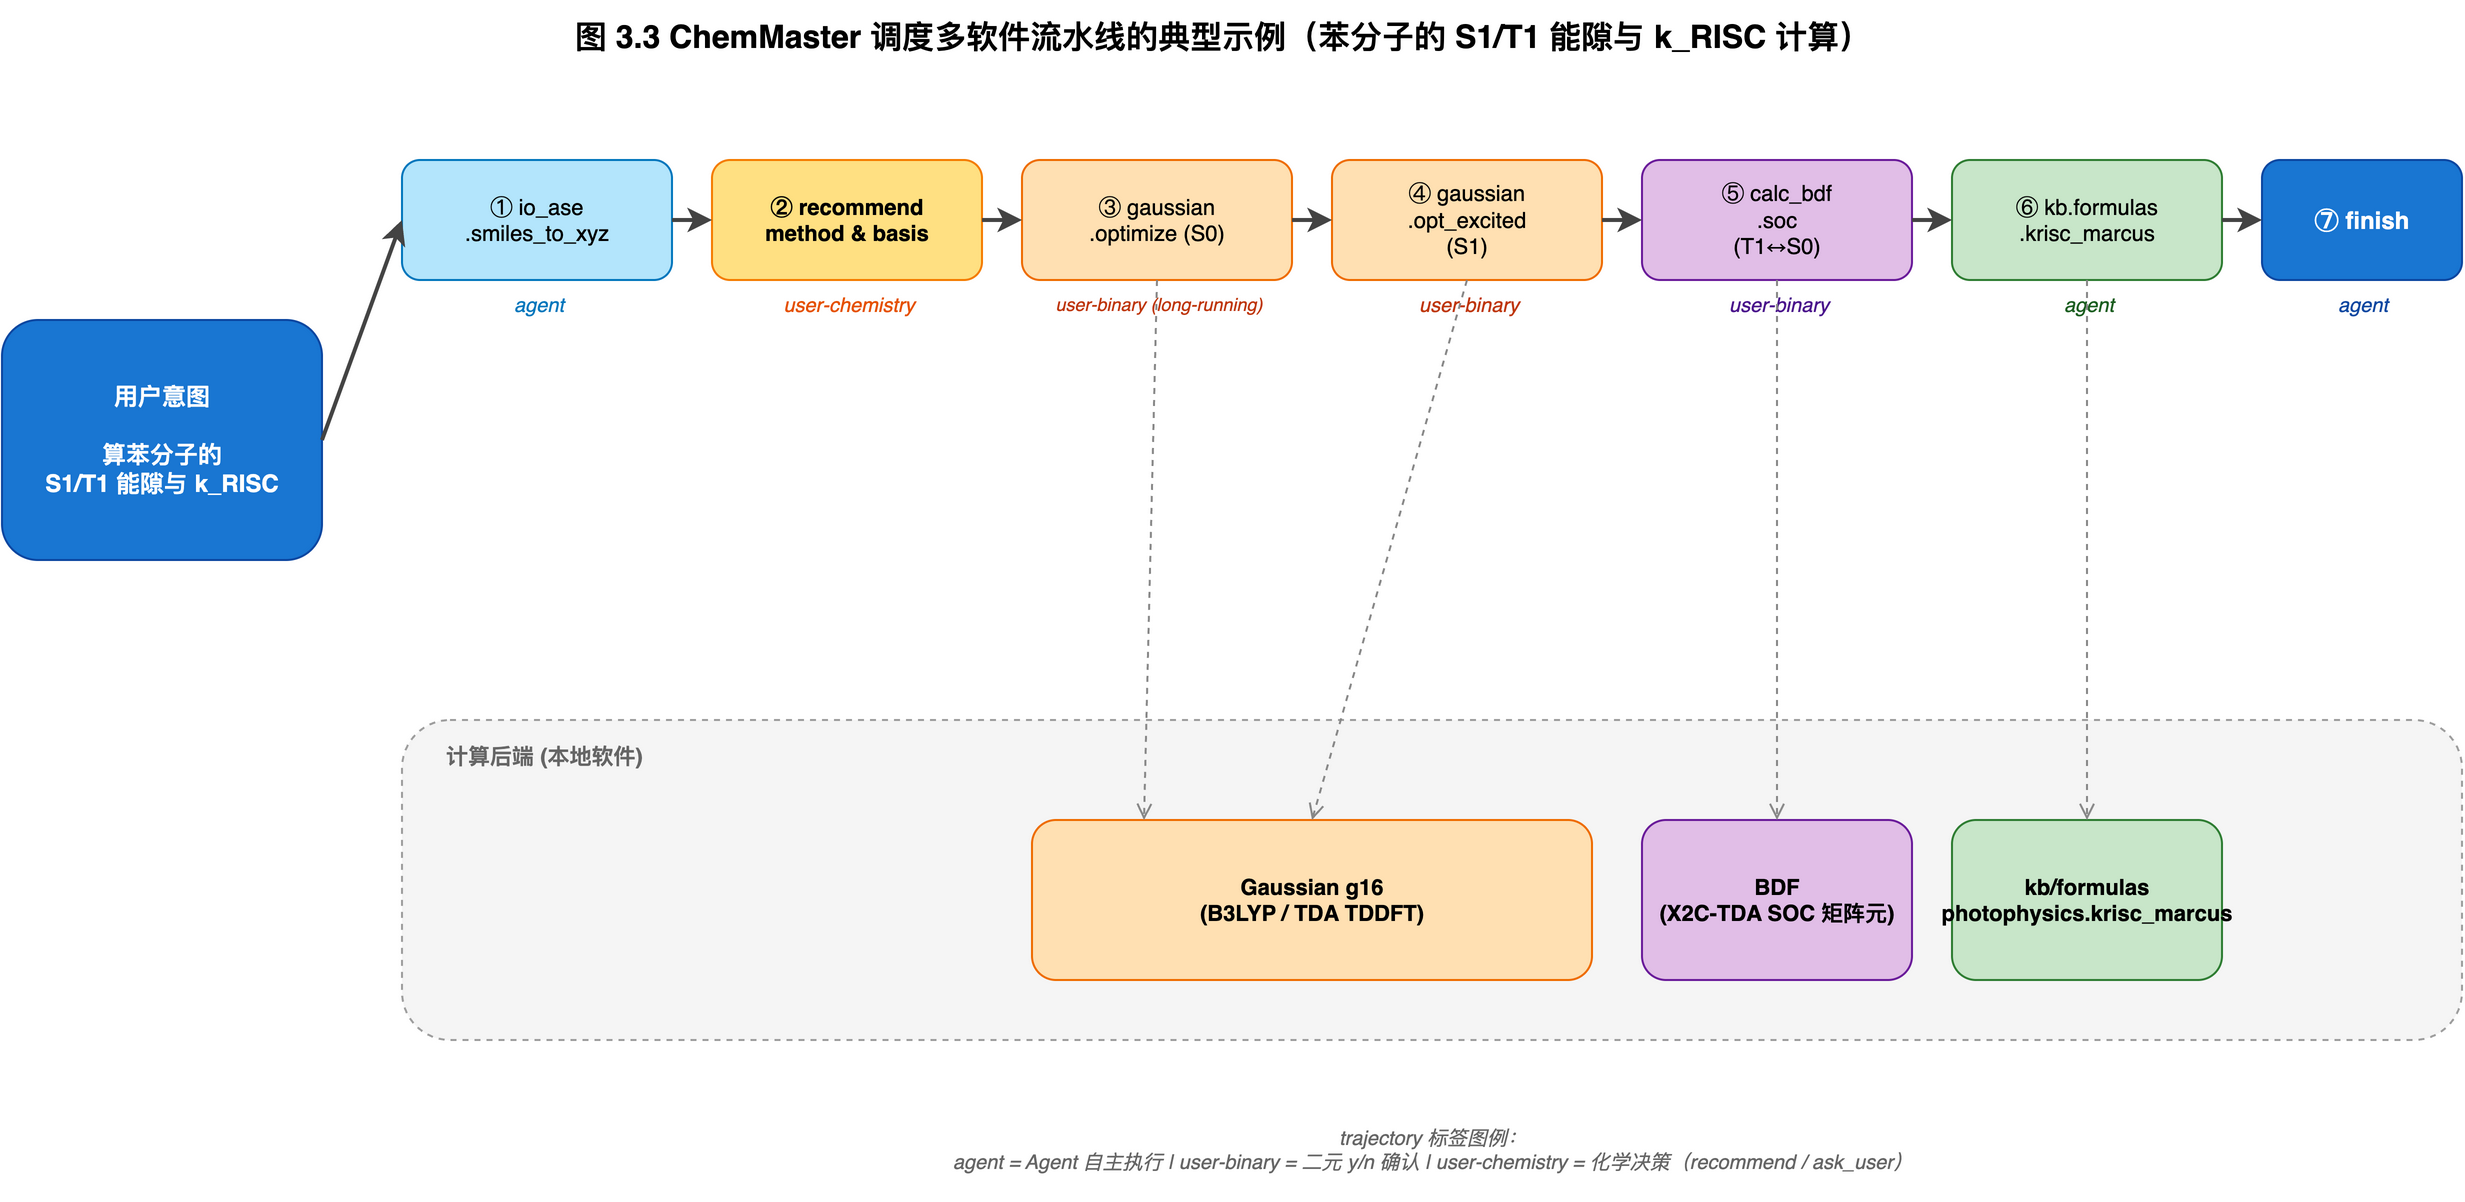 图 3.3 ChemMaster 调度多软件流水线的典型示例（苯分子的 S1/T1 能隙与 k_RISC 计算）
用户意图
算苯分子的
S1/T1 能隙与 k_RISC
① io_ase
.smiles_to_xyz
agent
② recommend
method & basis
user-chemistry
③ gaussian
.optimize (S0)
user-binary (long-running)
④ gaussian
.opt_excited
(S1)
user-binary
⑤ calc_bdf
.soc
(T1↔S0)
user-binary
⑥ kb.formulas
.krisc_marcus
agent
⑦ finish
agent
计算后端 (本地软件)
Gaussian g16
(B3LYP / TDA TDDFT)
BDF
(X2C-TDA SOC 矩阵元)
kb/formulas
photophysics.krisc_marcus
trajectory 标签图例：
agent = Agent 自主执行 | user-binary = 二元 y/n 确认 | user-chemistry = 化学决策（recommend / ask_user）